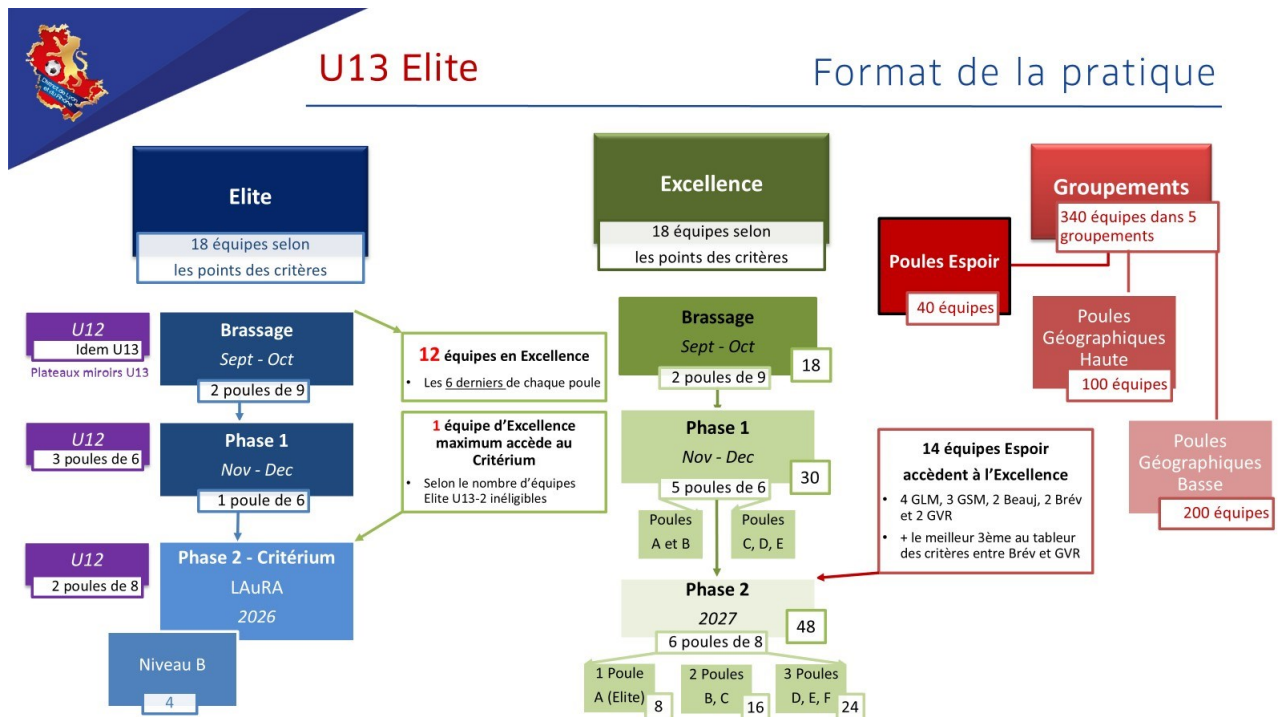 District de Lyon
et du Rhône
U13 Elite
Format de la pratique
Elite
18 équipes selon
les points des critères
U12
Idem U13
Plateaux miroirs U13
Brassage
Sept - Oct
2 poules de 9
U12
3 poules de 6
Phase 1
Nov - Dec
1 poule de 6
U12
2 poules de 8
Phase 2 - Critérium
LAuRA
2026
Niveau B
4
12 équipes en Excellence
• Les 6 derniers de chaque poule
1 équipe d’Excellence
maximum accède au
Critérium
• Selon le nombre d’équipes
Elite U13-2 inéligibles
Excellence
18 équipes selon
les points des critères
Brassage
Sept - Oct
18
2 poules de 9
Phase 1
Nov - Dec
30
5 poules de 6
Poules
A et B
Poules
C, D, E
Phase 2
2027
48
6 poules de 8
1 Poule
A (Elite)
8
2 Poules
B, C
16
3 Poules
D, E, F
24
Groupements
340 équipes dans 5
groupements
Poules Espoir
40 équipes
Poules
Géographiques
Haute
100 équipes
Poules
Géographiques
Basse
200 équipes
14 équipes Espoir
accèdent à l’Excellence
• 4 GLM, 3 GSM, 2 Beauj, 2 Brév
et 2 GVR
• + le meilleur 3ème au tableur
des critères entre Brév et GVR